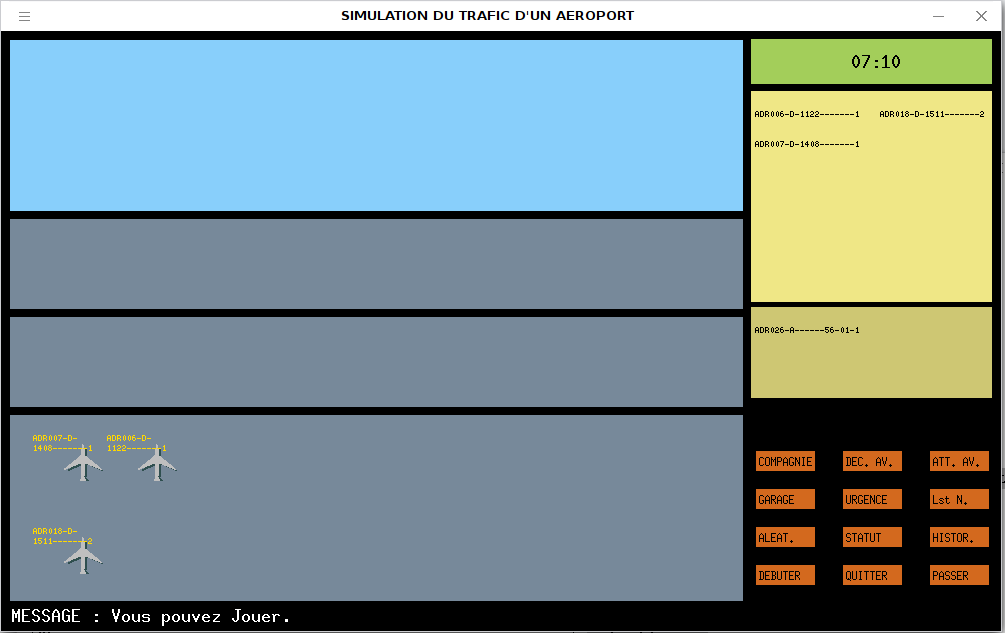 SIMULATION DU TRAFIC D'UN AEROPORT
07:10
ADR006-D-1122-------1 ADR018-D-1511-------2
ADR007-D-1408-------1
ADR026-A------56-01-1
ADR007-D- ADR006-D-
1408-------1 1122-------1
ADR018-D-
1511-------2
COMPAGNIE DEC. AV. ATT. AV.
GARAGE URGENCE Lst N.
ALEAT. STATUT HISTOR.
DEBUTER QUITTER PASSER
MESSAGE : Vous pouvez Jouer.